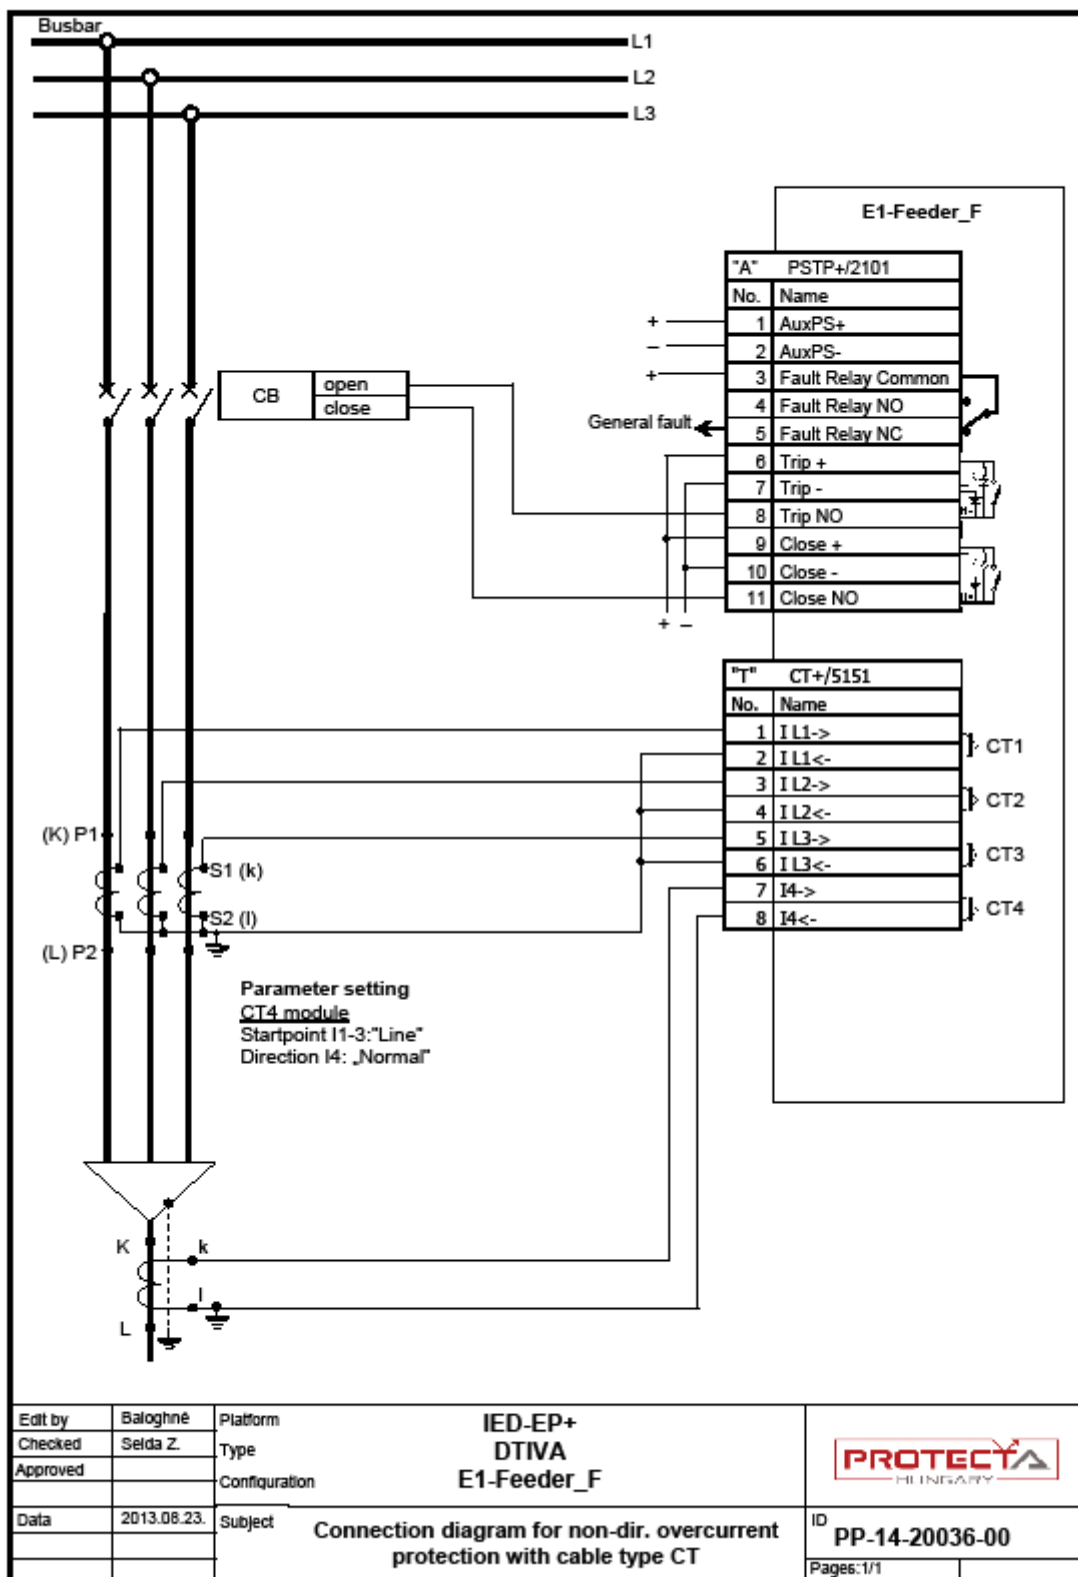 Busbar
L1
L2
L3
E1-Feeder_F
"A" PSTP+/2101
No. Name
+ 1 AuxPS+
– 2 AuxPS-
+ 3 Fault Relay Common
4 Fault Relay NO
General fault 5 Fault Relay NC
6 Trip +
7 Trip -
8 Trip NO
9 Close +
10 Close -
11 Close NO
+ –
CB open
close
"T" CT+/5151
No. Name
1 I L1->
2 I L1<-
CT1
3 I L2->
4 I L2<-
CT2
5 I L3->
6 I L3<-
CT3
7 I4->
8 I4<-
CT4
(K) P1
S1 (k)
S2 (l)
(L) P2
Parameter setting
CT4 module
Startpoint I1-3:"Line"
Direction I4: „Normal"
K k
l
L
Edit by Baloghné
Checked Selda Z.
Approved
Data 2013.08.23.
Platform IED-EP+
Type DTIVA
Configuration E1-Feeder_F
Subject Connection diagram for non-dir. overcurrent
protection with cable type CT
PROTECTA
HUNGARY
ID PP-14-20036-00
Pages:1/1